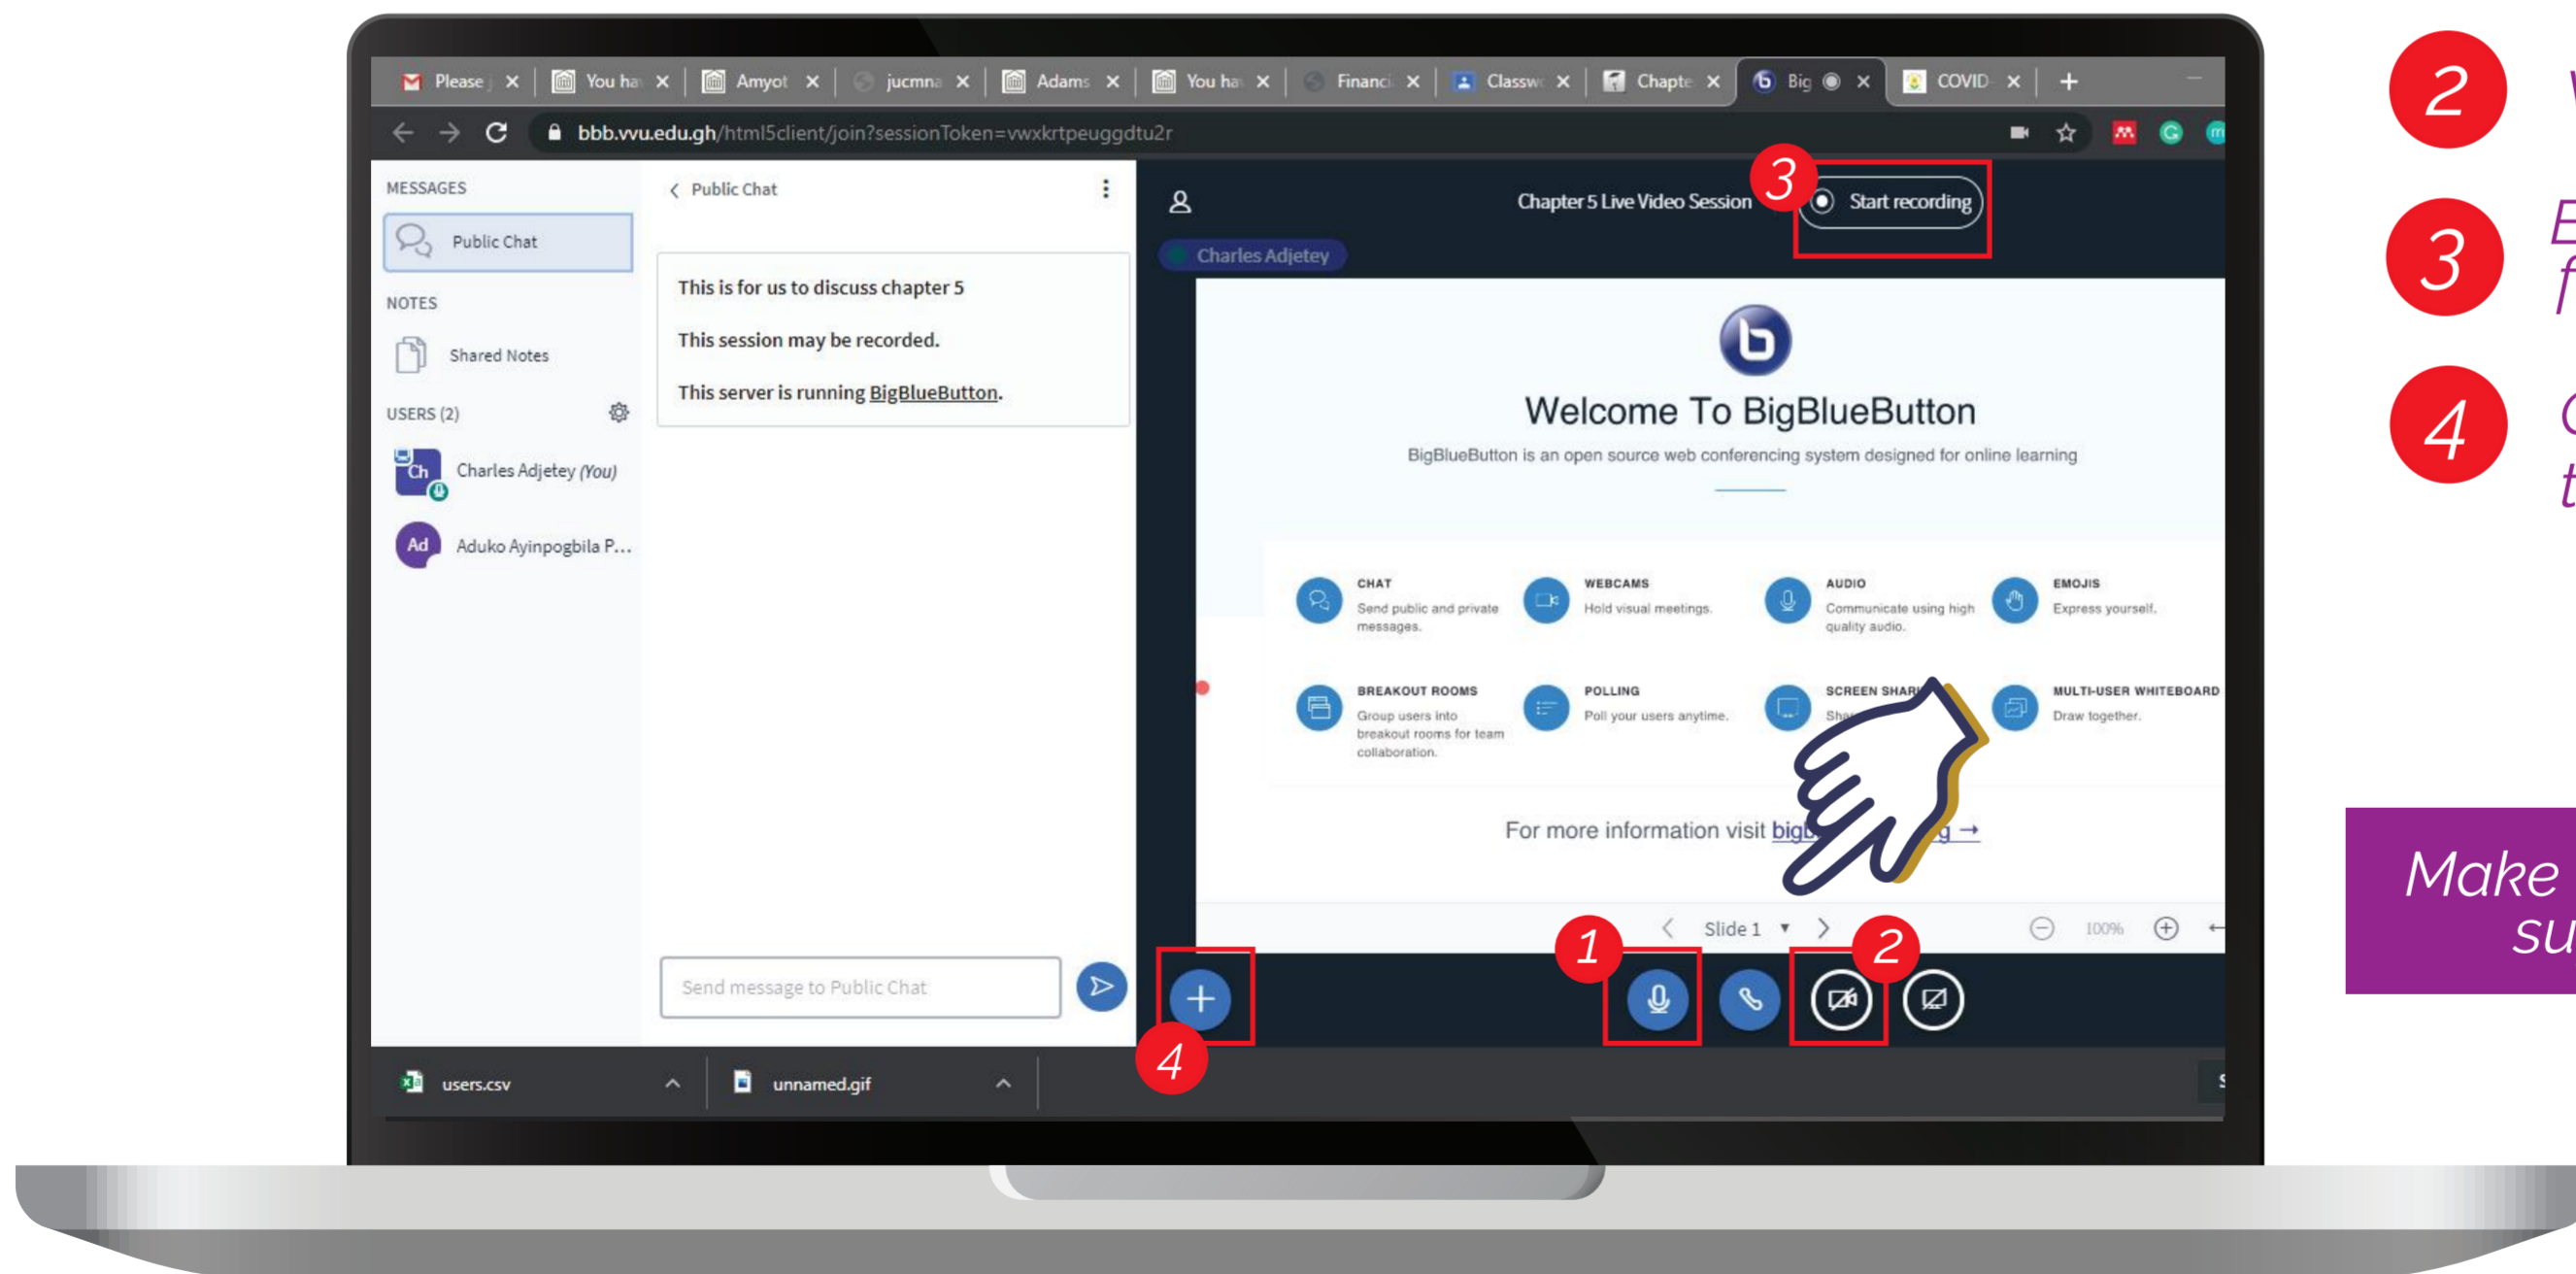 Please
You ha
Amyot
jucmna
Adams
You ha
Financi
Classw
Chapte
Big
COVID-
bbb.vvu.edu.gh/html5client/join?sessionToken=vwxkrtpeuggdtu2r
MESSAGES
Public Chat
NOTES
Shared Notes
USERS (2)
Ch
Charles Adjetey (You)
Ad
Aduko Ayinpogbila P...
Public Chat
This is for us to discuss chapter 5
This session may be recorded.
This server is running BigBlueButton.
Send message to Public Chat
Chapter 5 Live Video Session
3
Start recording
Charles Adjetey
Welcome To BigBlueButton
BigBlueButton is an open source web conferencing system designed for online learning
CHAT
Send public and private
messages.
WEBCAMS
Hold visual meetings.
AUDIO
Communicate using high
quality audio.
EMOJIS
Express yourself.
BREAKOUT ROOMS
Group users into
breakout rooms for team
collaboration.
POLLING
Poll your users anytime.
SCREEN
MULTI-USER WHITEBOARD
Draw together.
For more information visit
Slide 1
100%
1
2
4
users.csv
unnamed.gif
2
3
4
Make
su